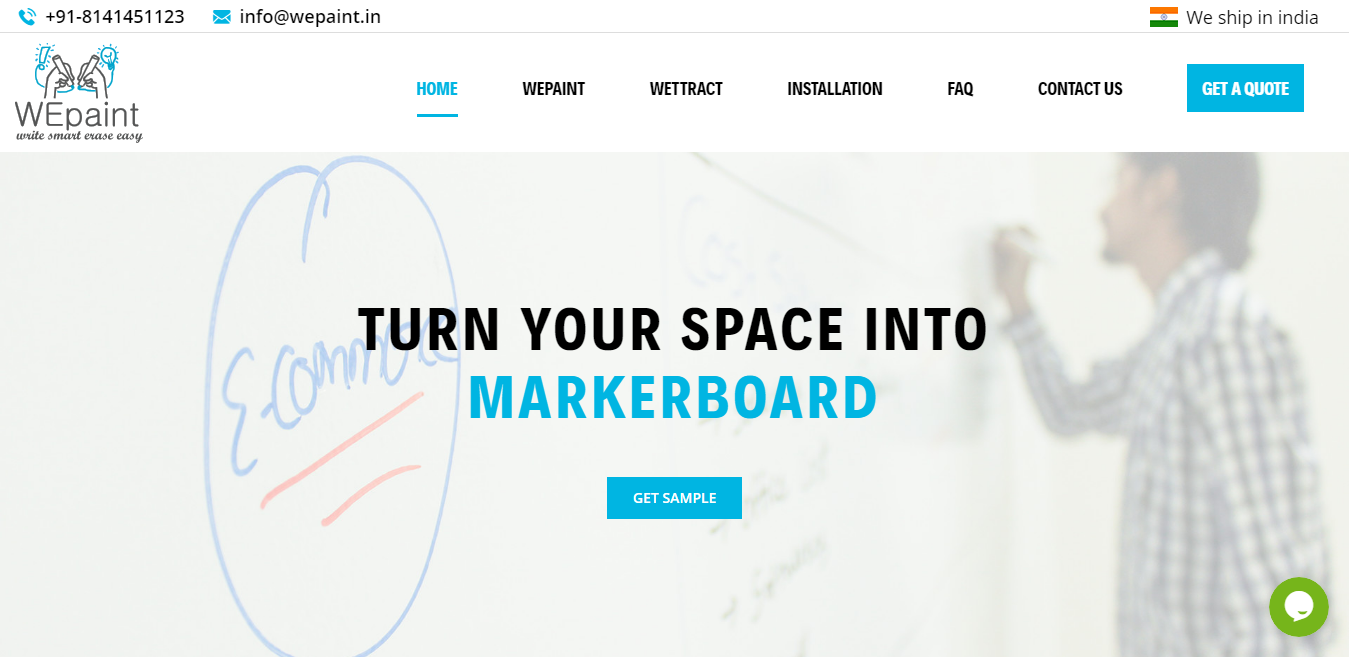 +91-8141451123 info@wepaint.in We ship in india
WEpaint
write smart erase easy
HOME WEPAINT WETTRACT INSTALLATION FAQ CONTACT US GET A QUOTE
TURN YOUR SPACE INTO
MARKERBOARD
GET SAMPLE